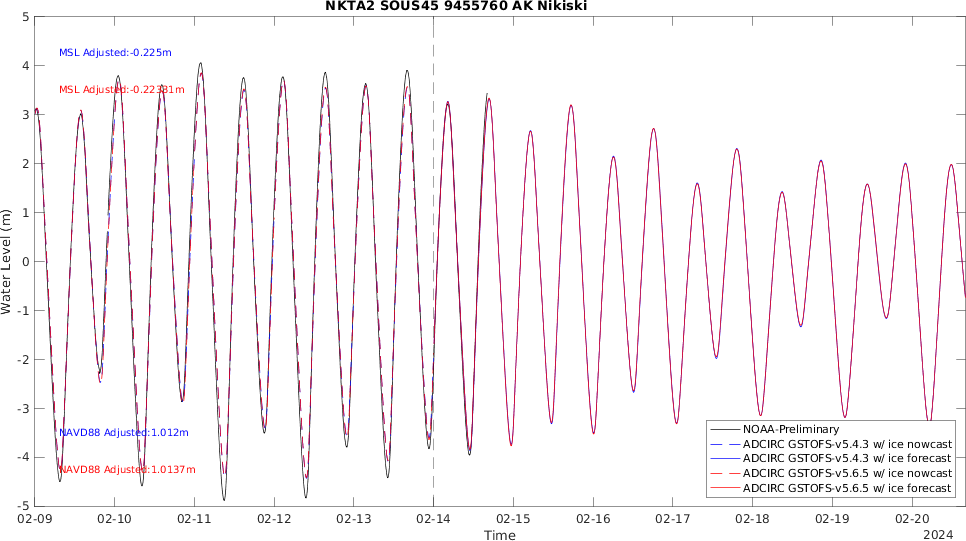 NKTA2 SOUS45 9455760 AK Nikiski
5
4
3
2
1
0
-1
-2
-3
-4
-5
Water Level (m)
MSL Adjusted:-0.225m
MSL Adjusted:-0.22381m
NAVD88 Adjusted:1.012m
NAVD88 Adjusted:1.0137m
NOAA-Preliminary
ADCIRC GSTOFS-v5.4.3 w/ ice nowcast
ADCIRC GSTOFS-v5.4.3 w/ ice forecast
ADCIRC GSTOFS-v5.6.5 w/ ice nowcast
ADCIRC GSTOFS-v5.6.5 w/ ice forecast
02-09 02-10 02-11 02-12 02-13 02-14 02-15 02-16 02-17 02-18 02-19 02-20
Time
2024